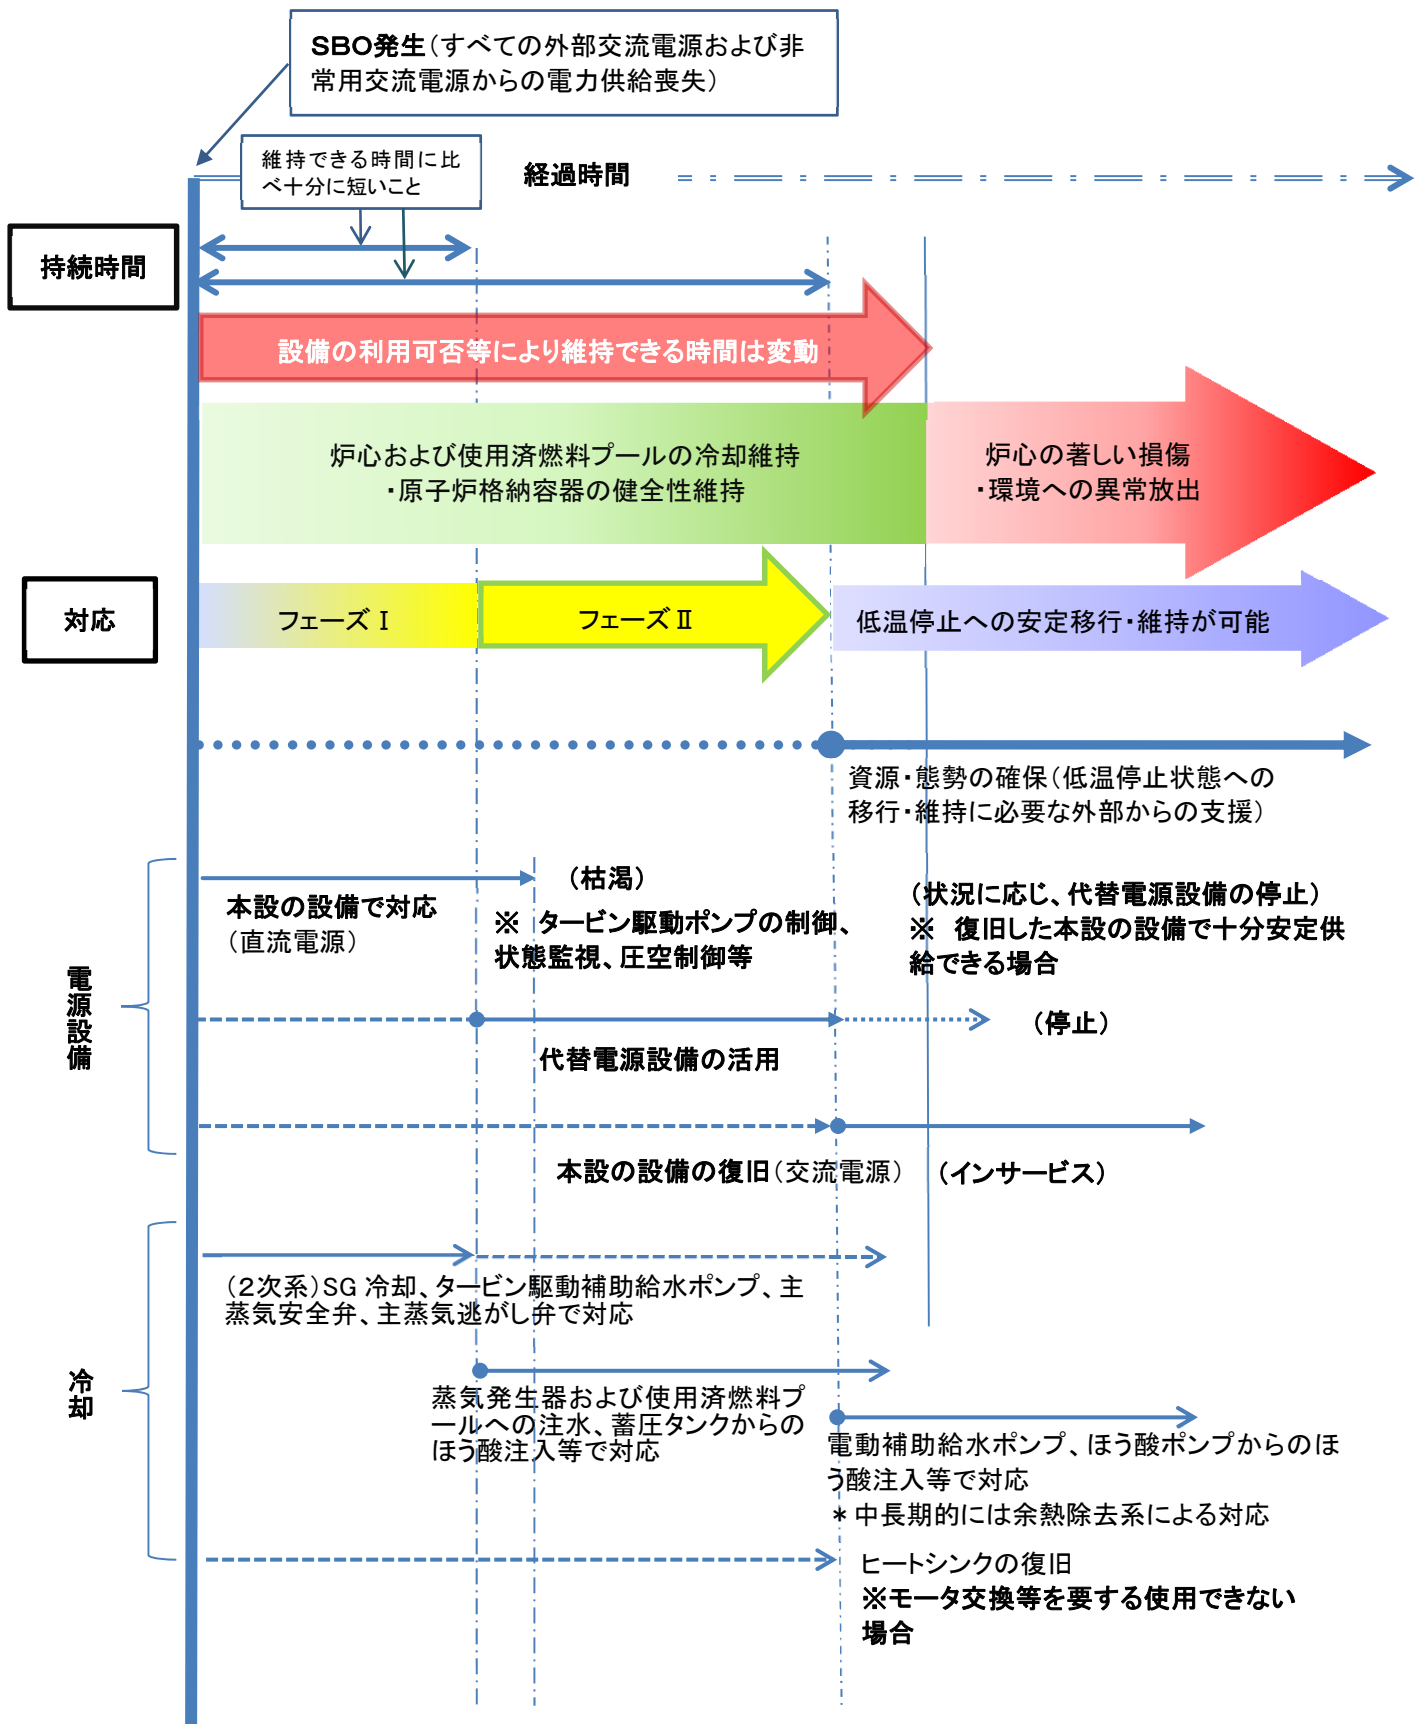 SBO発生（すべての外部交流電源および非
常用交流電源からの電力供給喪失）
維持できる時間に比
べ十分に短いこと
経過時間
持続時間
設備の利用可否等により維持できる時間は変動
炉心および使用済燃料プールの冷却維持
・原子炉格納容器の健全性維持
炉心の著しい損傷
・環境への異常放出
対応
フェーズⅠ
フェーズⅡ
低温停止への安定移行・維持が可能
資源・態勢の確保（低温停止状態への
移行・維持に必要な外部からの支援）
電源設備
本設の設備で対応
（直流電源）
（枯渇）
※　タービン駆動ポンプの制御、
状態監視、圧空制御等
（状況に応じ、代替電源設備の停止）
※　復旧した本設の設備で十分安定供
給できる場合
代替電源設備の活用
（停止）
本設の設備の復旧（交流電源）
（インサービス）
冷却
（２次系）SG 冷却、タービン駆動補助給水ポンプ、主
蒸気安全弁、主蒸気逃がし弁で対応
蒸気発生器および使用済燃料プ
ールへの注水、蓄圧タンクからの
ほう酸注入等で対応
電動補助給水ポンプ、ほう酸ポンプからのほ
う酸注入等で対応
＊中長期的には余熱除去系による対応
ヒートシンクの復旧
※モータ交換等を要する使用できない
場合